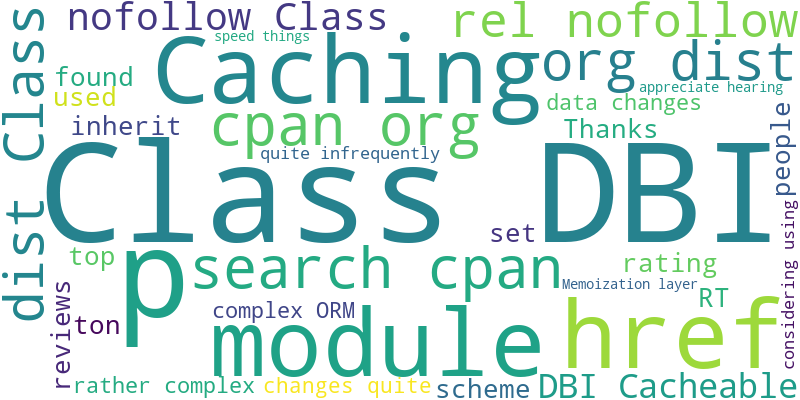 nofollow Class
rel nofollow
speed things
Caching
org dist
dist Class
found
used
appreciate hearing
data changes
inherit
cpan org
Thanks
people
quite infrequently
Class DBI
set
considering using
top
p
search cpan
rating
reviews
Memoization layer
RT
ton
complex ORM
module
href
rather complex
changes quite
scheme
DBI Cacheable